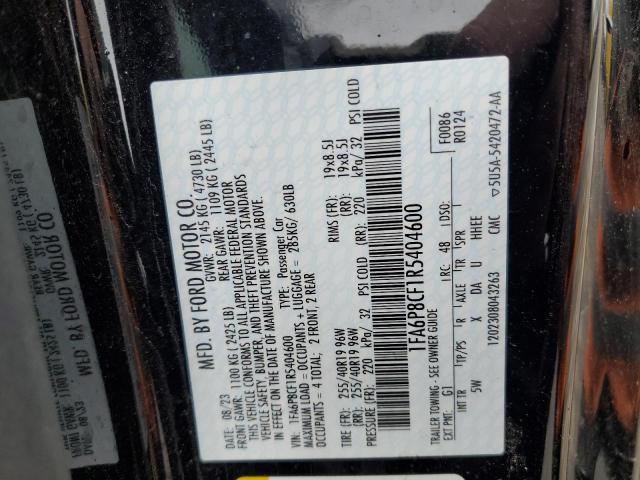 MFD. BY FORD MOTOR CO.
DATE: 08/23 GVWR: 2145 KG ( 4730 LB)
FRONT GAWR: 1100 KG ( 2425 LB) REAR GAWR: 1109 KG ( 2445 LB)
THIS VEHICLE CONFORMS TO ALL APPLICABLE FEDERAL MOTOR
VEHICLE SAFETY, BUMPER, AND THEFT PREVENTION STANDARDS
IN EFFECT ON THE DATE OF MANUFACTURE SHOWN ABOVE.
VIN: 1FA6P8CF1R5404600 TYPE: Passenger Car
MAXIMUM LOAD = OCCUPANTS + LUGGAGE = 285KG/ 630LB
OCCUPANTS = 4 TOTAL; 2 FRONT, 2 REAR
TIRE (FR): 255/40R19 96W RIMS (FR): 19x8.5J
(RR): 255/40R19 96W (RR): 19x8.5J
PRESSURE (FR): 220 kPa/ 32 PSI COLD (RR): 220 kPa/ 32 PSI COLD
1FA6P8CF1R5404600
TRAILER TOWING - SEE OWNER GUIDE F0086
EXT PNT: G1 RC: 48 DSO: R0124
INT TR TP/PS R AXLE TR SPR
5W X DA U HHEE
1202308043263 CMC ▽5U5A-5420472-AA
MFD. BY FORD MOTOR CO.